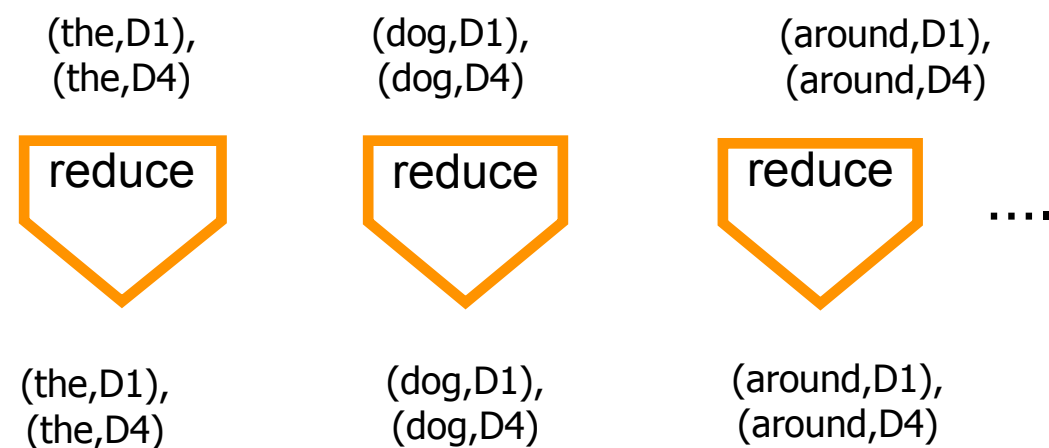 (the,D1),
(the,D4)
(dog,D1),
(dog,D4)
(around,D1),
(around,D4)
reduce
reduce
reduce
....
(the,D1),
(the,D4)
(dog,D1),
(dog,D4)
(around,D1),
(around,D4)